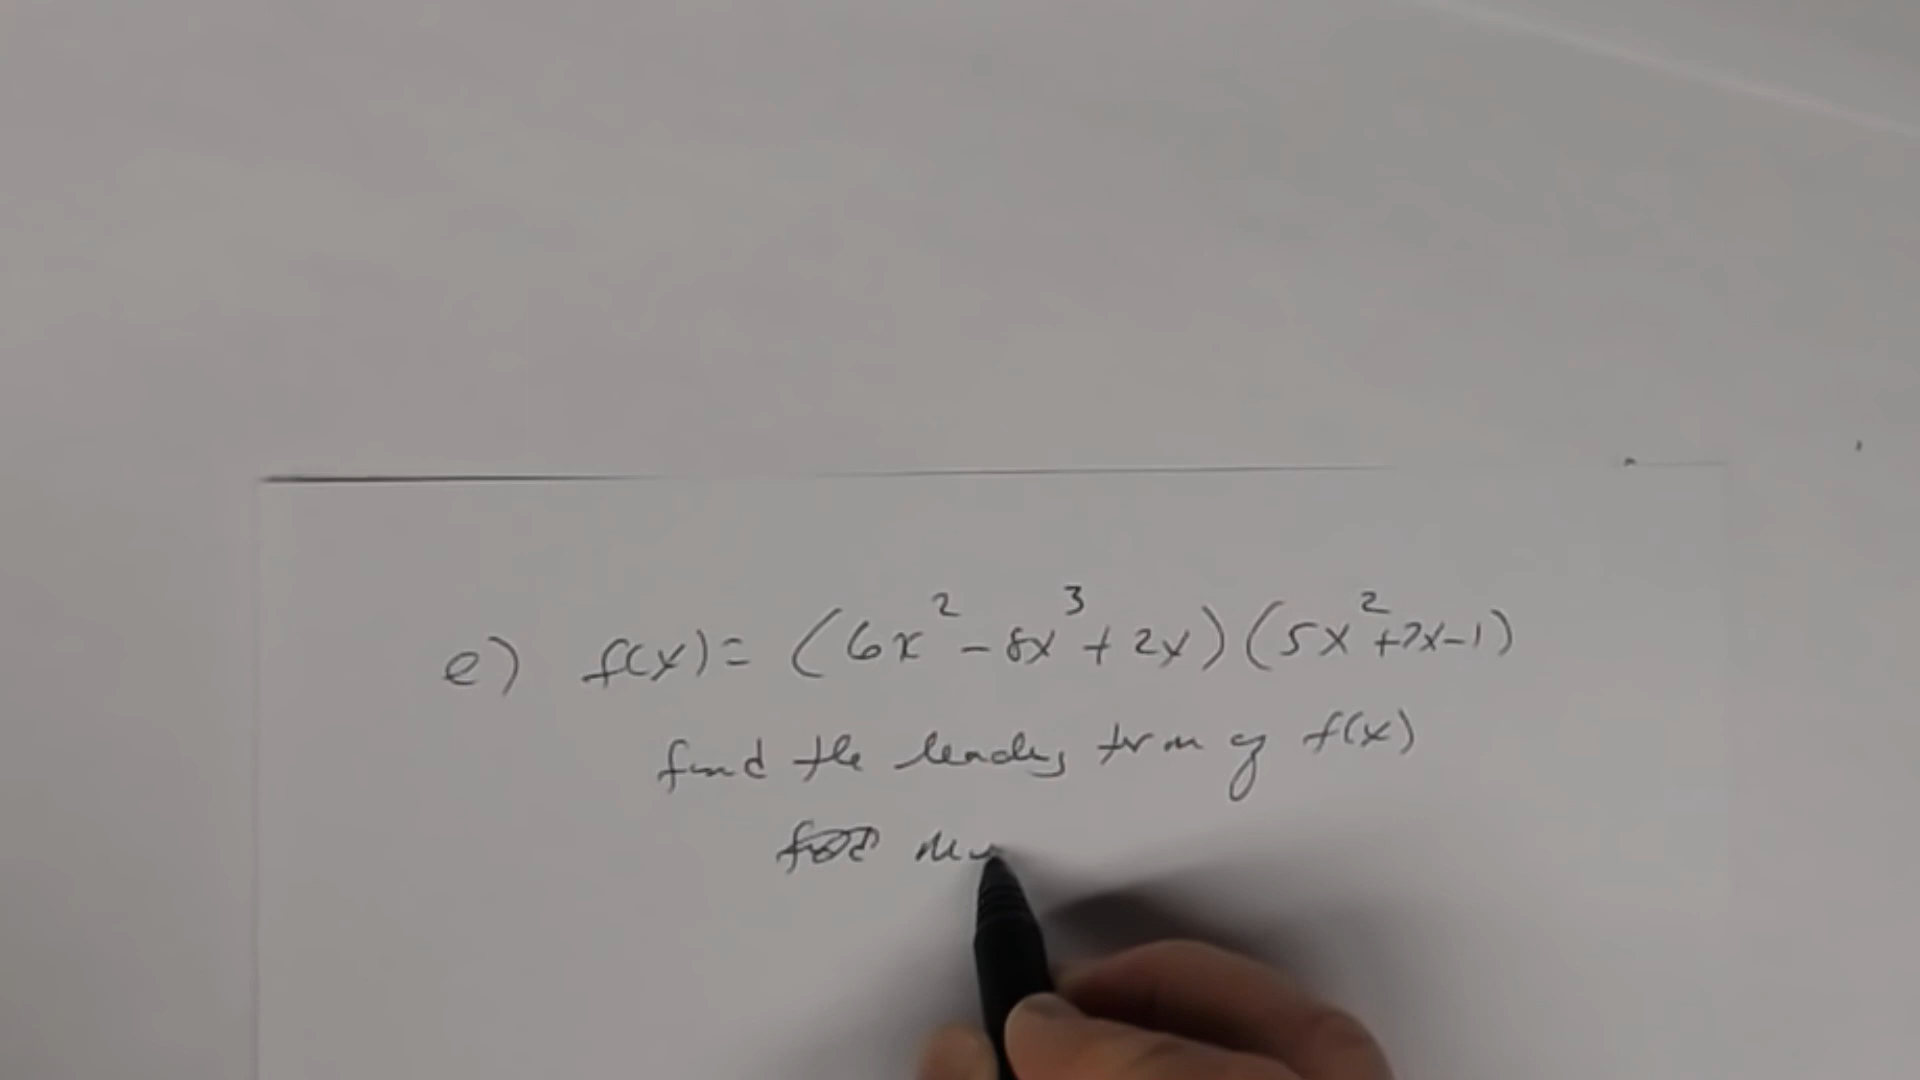 e) f(x) = (6x² - 8x³ + 2x)(5x² + 7x - 1)
find the leading term of f(x)